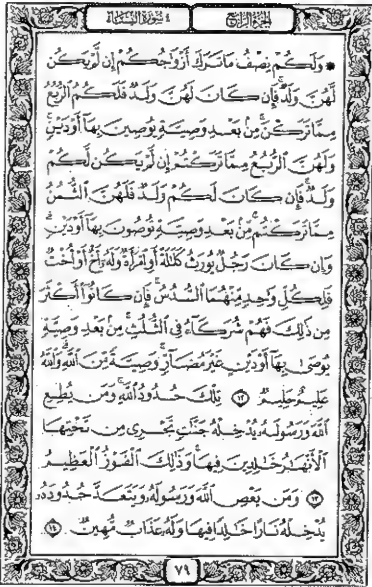 الجزء الرابع
٤ سورة النساء
۞ وَلَكُمْ نِصْفُ مَا تَرَكَ أَزْوَاجُكُمْ إِن لَّمْ يَكُن
لَّهُنَّ وَلَدٌ ۚ فَإِن كَانَ لَهُنَّ وَلَدٌ فَلَكُمُ الرُّبُعُ
مِمَّا تَرَكْنَ ۚ مِنۢ بَعْدِ وَصِيَّةٍ يُوصِينَ بِهَا أَوْ دَيْنٍ ۚ
وَلَهُنَّ الرُّبُعُ مِمَّا تَرَكْتُمْ إِن لَّمْ يَكُن لَّكُمْ
وَلَدٌ ۚ فَإِن كَانَ لَكُمْ وَلَدٌ فَلَهُنَّ الثُّمُنُ
مِمَّا تَرَكْتُم ۚ مِّنۢ بَعْدِ وَصِيَّةٍ تُوصُونَ بِهَا أَوْ دَيْنٍ ۗ
وَإِن كَانَ رَجُلٌ يُورَثُ كَلَالَةً أَوِ امْرَأَةٌ وَلَهُ أَخٌ أَوْ أُخْتٌ
فَلِكُلِّ وَاحِدٍ مِّنْهُمَا السُّدُسُ ۚ فَإِن كَانُوا أَكْثَرَ
مِن ذَٰلِكَ فَهُمْ شُرَكَاءُ فِي الثُّلُثِ ۚ مِنۢ بَعْدِ وَصِيَّةٍ
يُوصَىٰ بِهَا أَوْ دَيْنٍ غَيْرَ مُضَارٍّ ۚ وَصِيَّةً مِّنَ اللَّهِ ۗ وَاللَّهُ
عَلِيمٌ حَلِيمٌ ١٢ تِلْكَ حُدُودُ اللَّهِ ۚ وَمَن يُطِعِ
اللَّهَ وَرَسُولَهُ يُدْخِلْهُ جَنَّاتٍ تَجْرِي مِن تَحْتِهَا
الْأَنْهَارُ خَالِدِينَ فِيهَا ۚ وَذَٰلِكَ الْفَوْزُ الْعَظِيمُ
١٣ وَمَن يَعْصِ اللَّهَ وَرَسُولَهُ وَيَتَعَدَّ حُدُودَهُ
يُدْخِلْهُ نَارًا خَالِدًا فِيهَا وَلَهُ عَذَابٌ مُّهِينٌ ١٤
٧٩